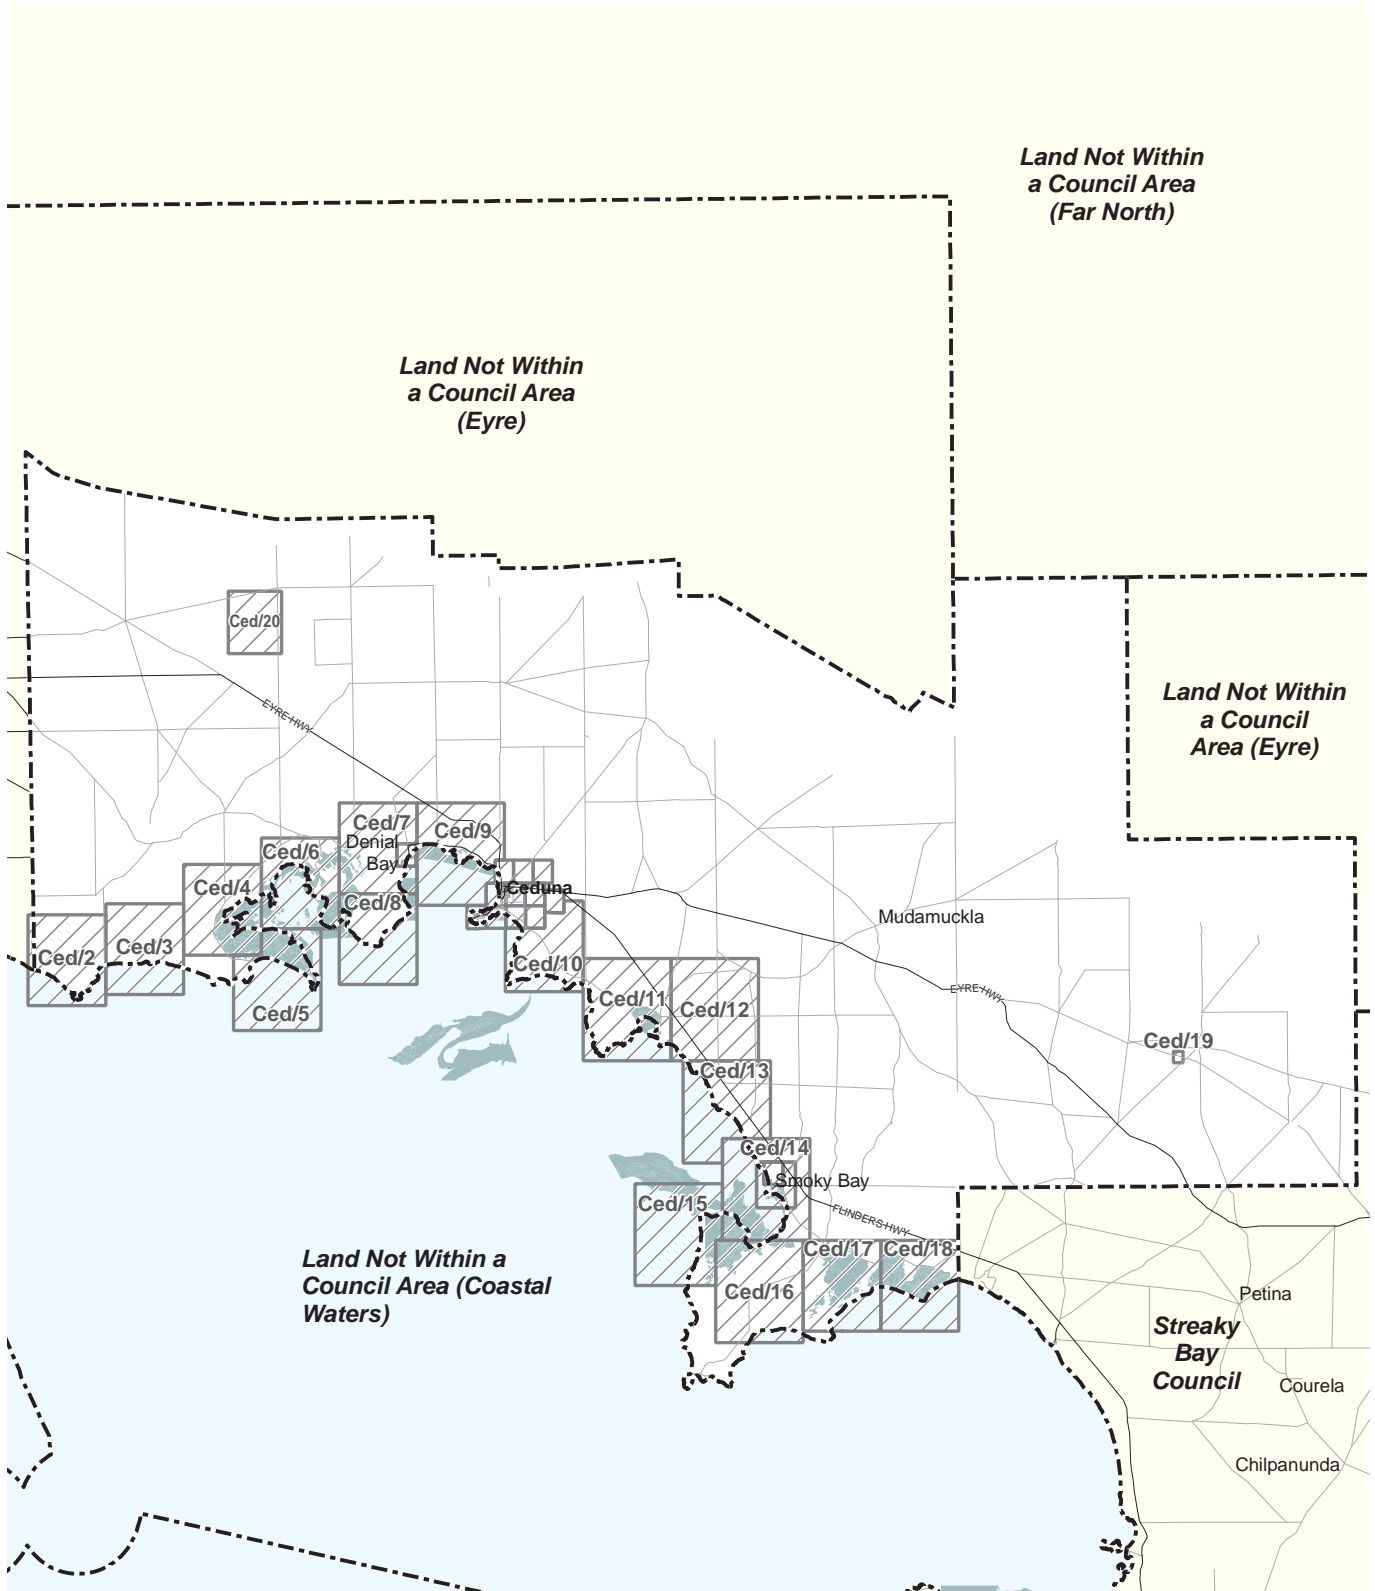 Land Not Within
a Council Area
(Far North)
Land Not Within
a Council Area
(Eyre)
Ced/20
Land Not Within
a Council
Area (Eyre)
EYRE HWY
Ced/7
Ced/9
Denial
Bay
Ced/6
Ced/4
Ceduna
Ced/8
Mudamuckla
Ced/3
Ced/2
Ced/10
EYRE HWY
Ced/11
Ced/12
Ced/5
Ced/19
Ced/13
Ced/14
Smoky Bay
Ced/15
FLINDERS HWY
Ced/17
Ced/18
Land Not Within a
Council Area (Coastal
Waters)
Ced/16
Petina
Streaky
Bay
Council
Courela
Chilpanunda